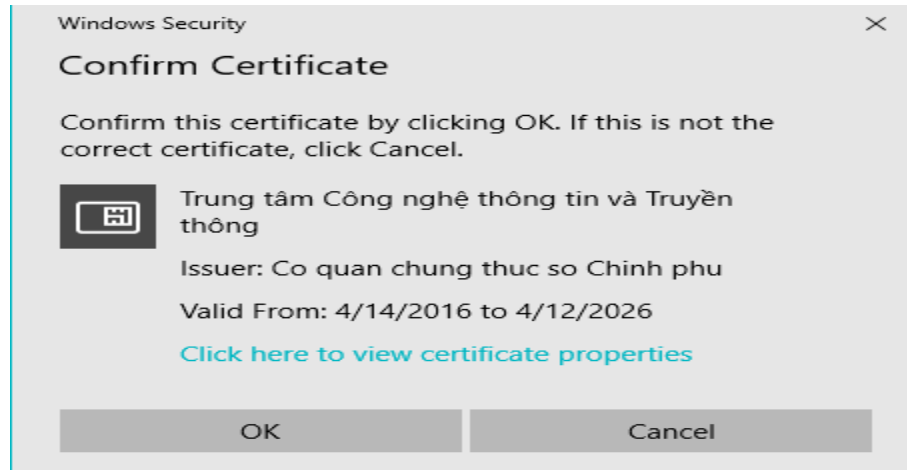 Windows Security
Confirm Certificate
Confirm this certificate by clicking OK. If this is not the
correct certificate, click Cancel.
Trung tâm Công nghệ thông tin và Truyền
thông
Issuer: Co quan chung thuc so Chinh phu
Valid From: 4/14/2016 to 4/12/2026
Click here to view certificate properties
OK
Cancel